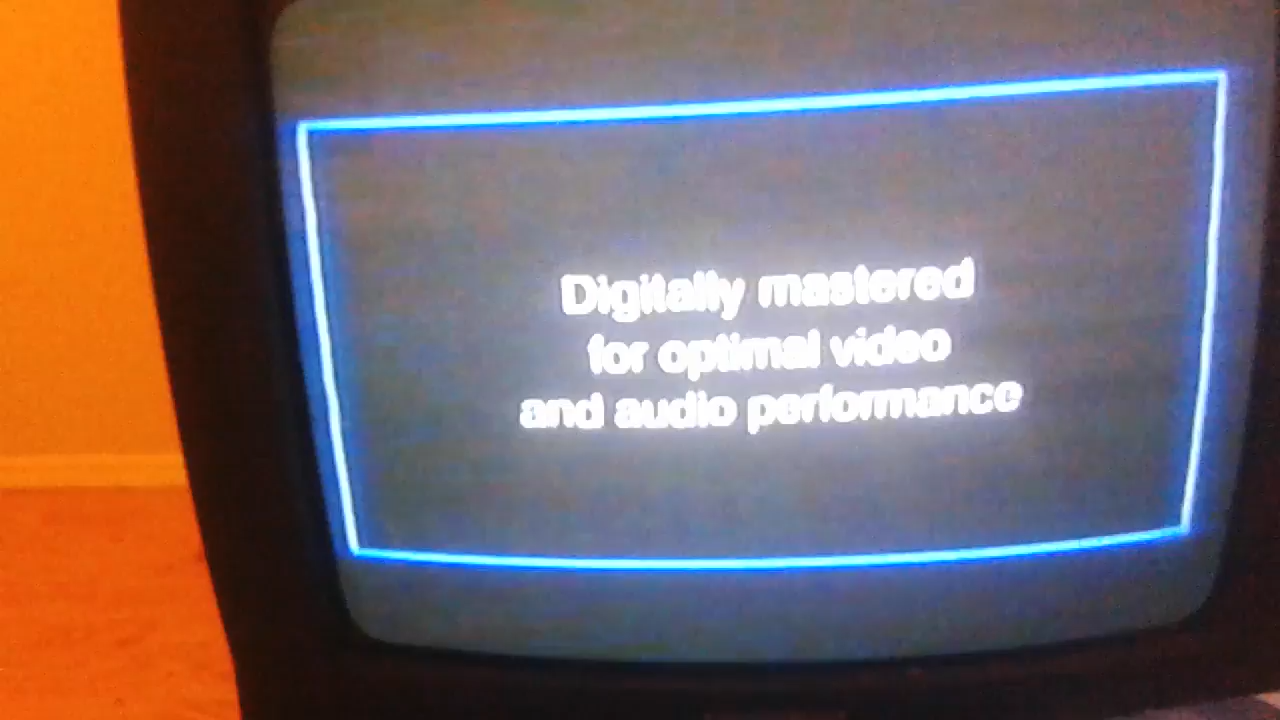 Digitally mastered
for optimal video
and audio performance